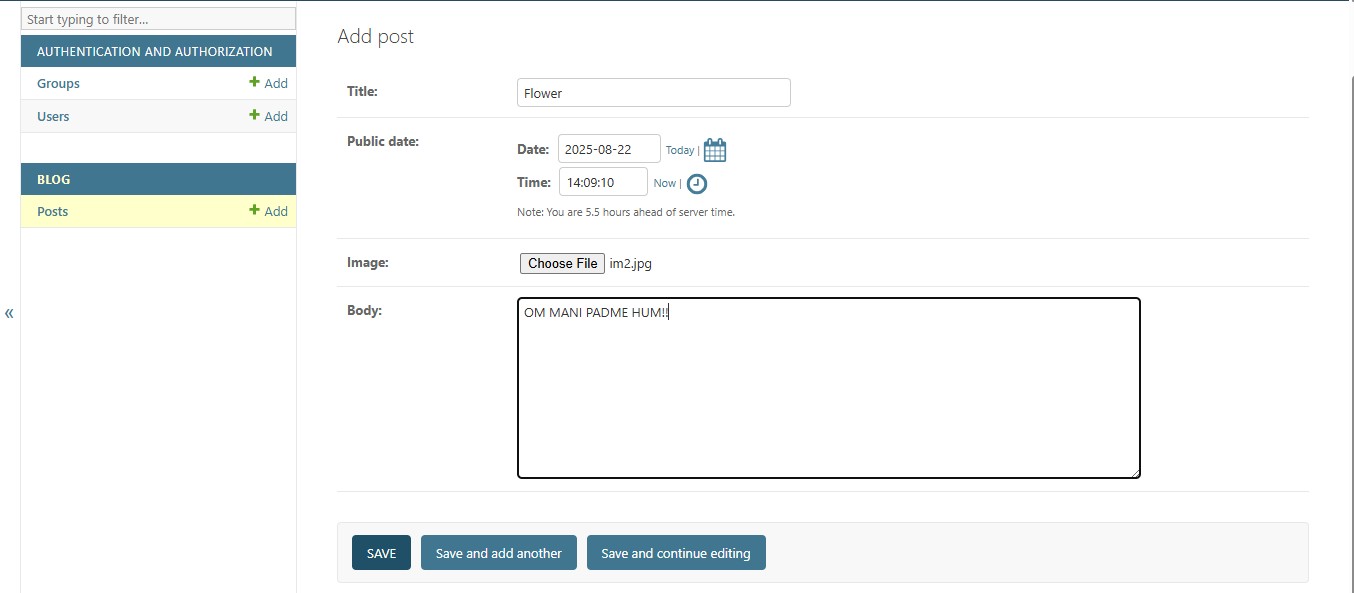 Start typing to filter...
AUTHENTICATION AND AUTHORIZATION
Groups + Add
Users + Add
BLOG
Posts + Add
«
Add post
Title: Flower
Public date:
Date: 2025-08-22 Today |
Time: 14:09:10 Now |
Note: You are 5.5 hours ahead of server time.
Image: Choose File im2.jpg
Body: OM MANI PADME HUM!!
SAVE Save and add another Save and continue editing